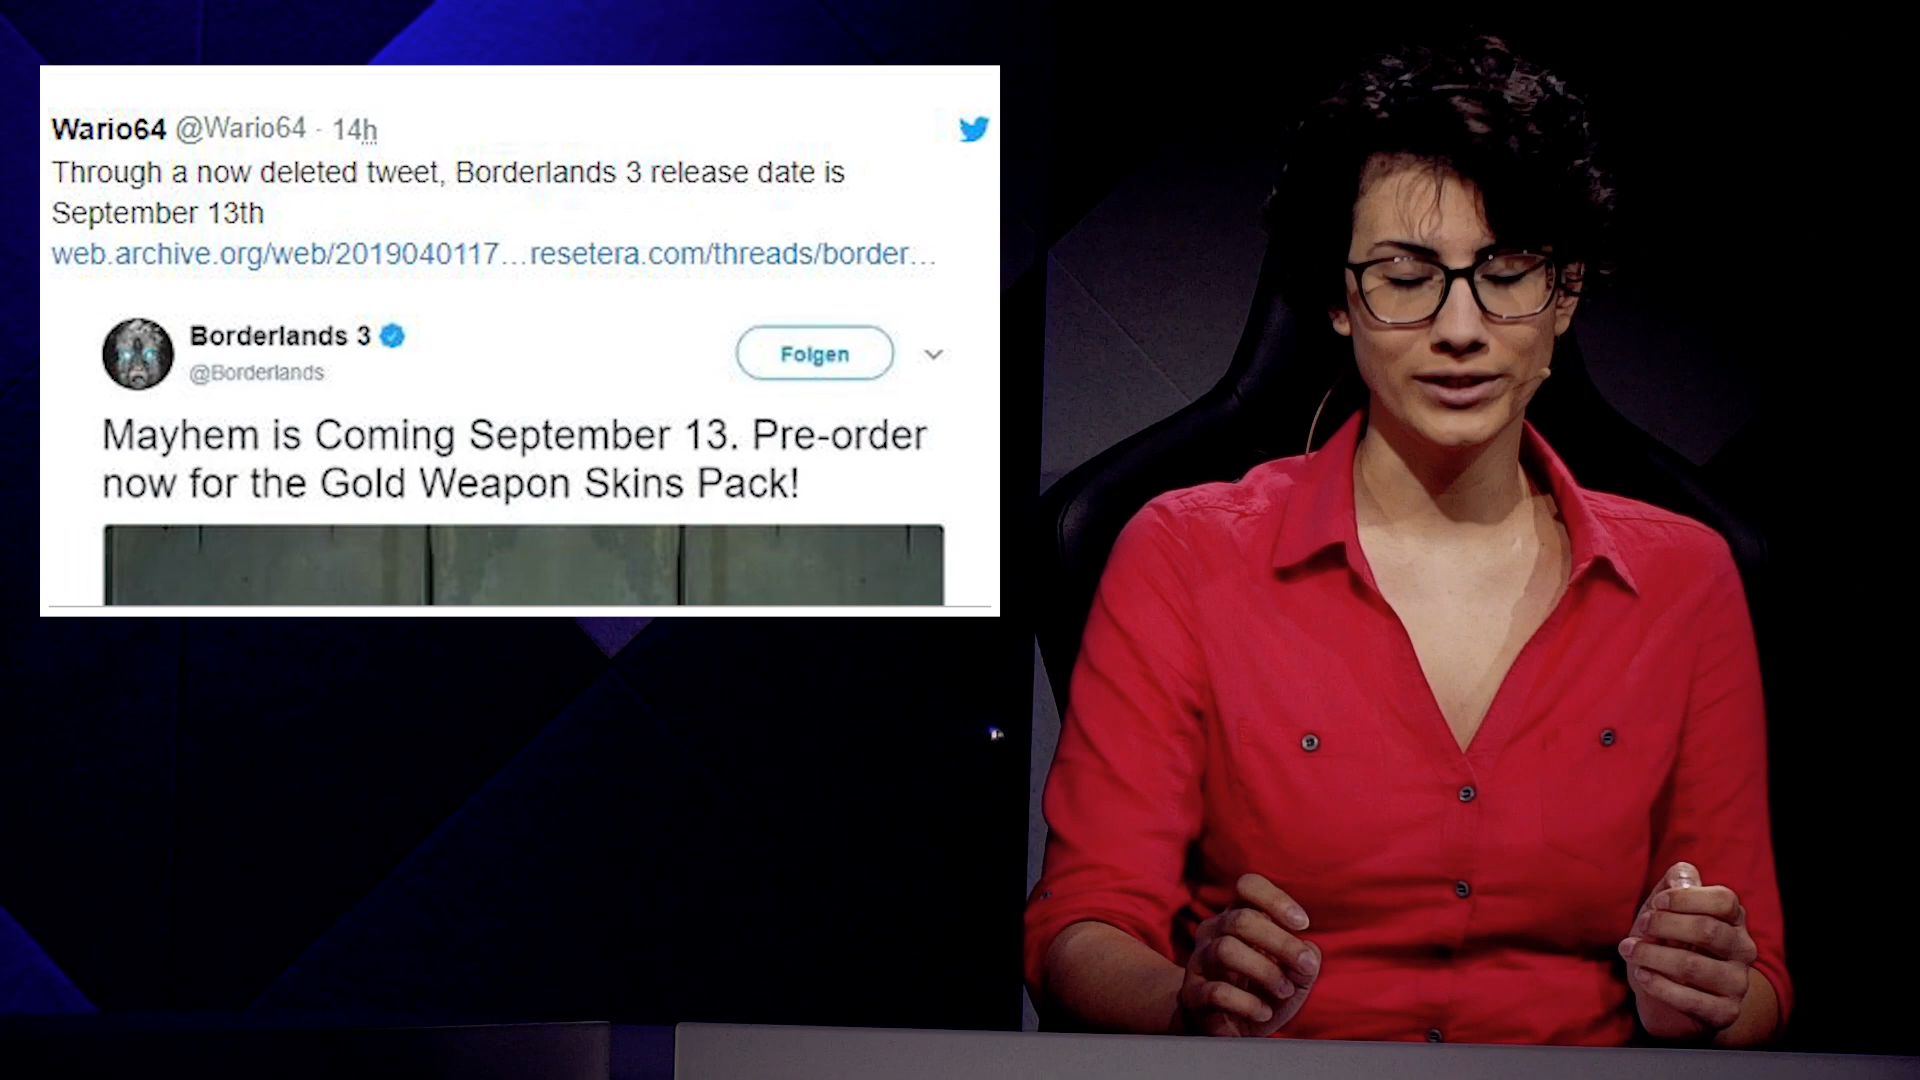 Wario64 @Wario64 · 14h
Through a now deleted tweet, Borderlands 3 release date is
September 13th
web.archive.org/web/2019040117…resetera.com/threads/border…
Borderlands 3
@Borderlands
Folgen
Mayhem is Coming September 13. Pre-order
now for the Gold Weapon Skins Pack!